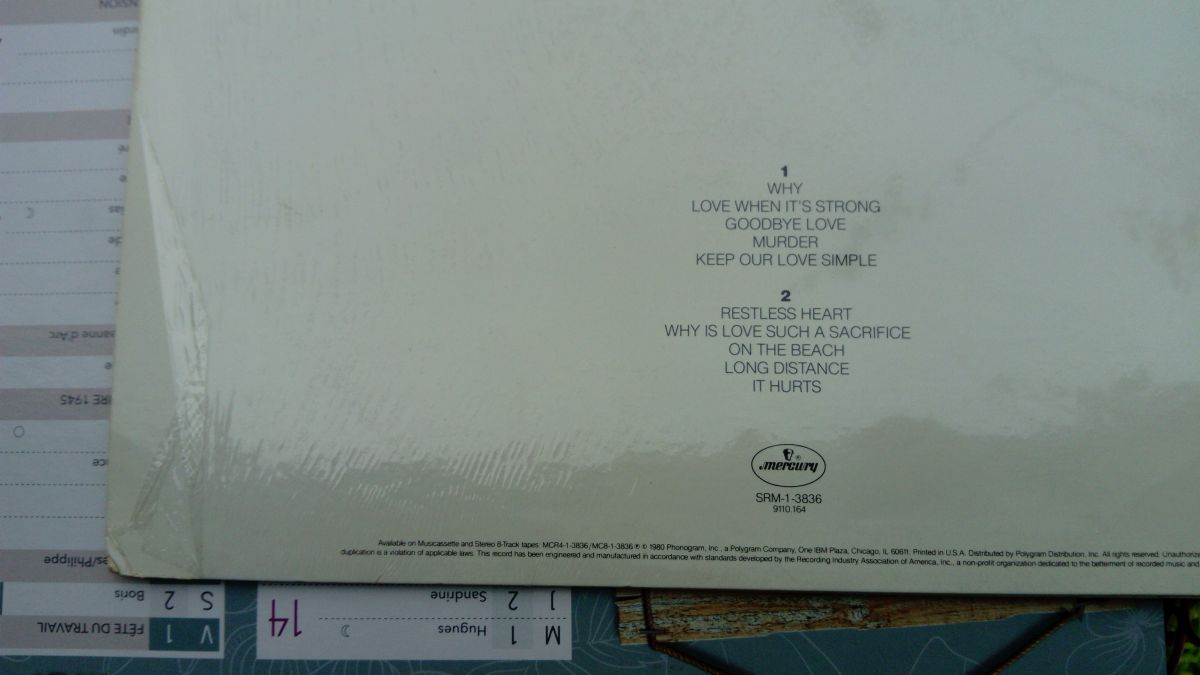 1
WHY
LOVE WHEN IT'S STRONG
GOODBYE LOVE
MURDER
KEEP OUR LOVE SIMPLE
2
RESTLESS HEART
WHY IS LOVE SUCH A SACRIFICE
ON THE BEACH
LONG DISTANCE
IT HURTS
mercury
SRM-1-3836
9110.164
Available on Musicassette and Stereo 8-Track tapes: MCR4-1-3836/MC8-1-3836 ℗ © 1980 Phonogram, Inc., a Polygram Company, One IBM Plaza, Chicago, IL 60611. Printed in U.S.A. Distributed by Polygram Distribution, Inc. All rights reserved.
duplication is a violation of applicable laws. This record has been engineered and manufactured in accordance with standards developed by the Recording Industry Association of America, Inc., a non-profit organization dedicated to the betterment of recorded music and
V 1 FÊTE DU TRAVAIL
S 2 Boris
14
M 1 Hugues
J 2 Sandrine
1945